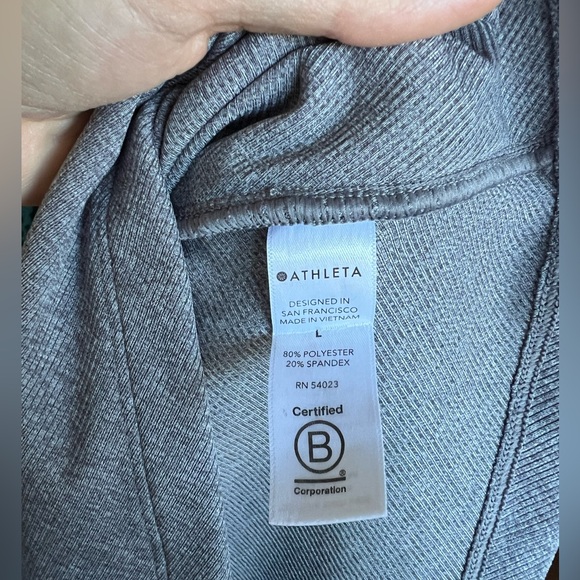 ATHLETA
DESIGNED IN
SAN FRANCISCO
MADE IN VIETNAM
L
80% POLYESTER
20% SPANDEX
RN 54023
Certified
B
®
Corporation